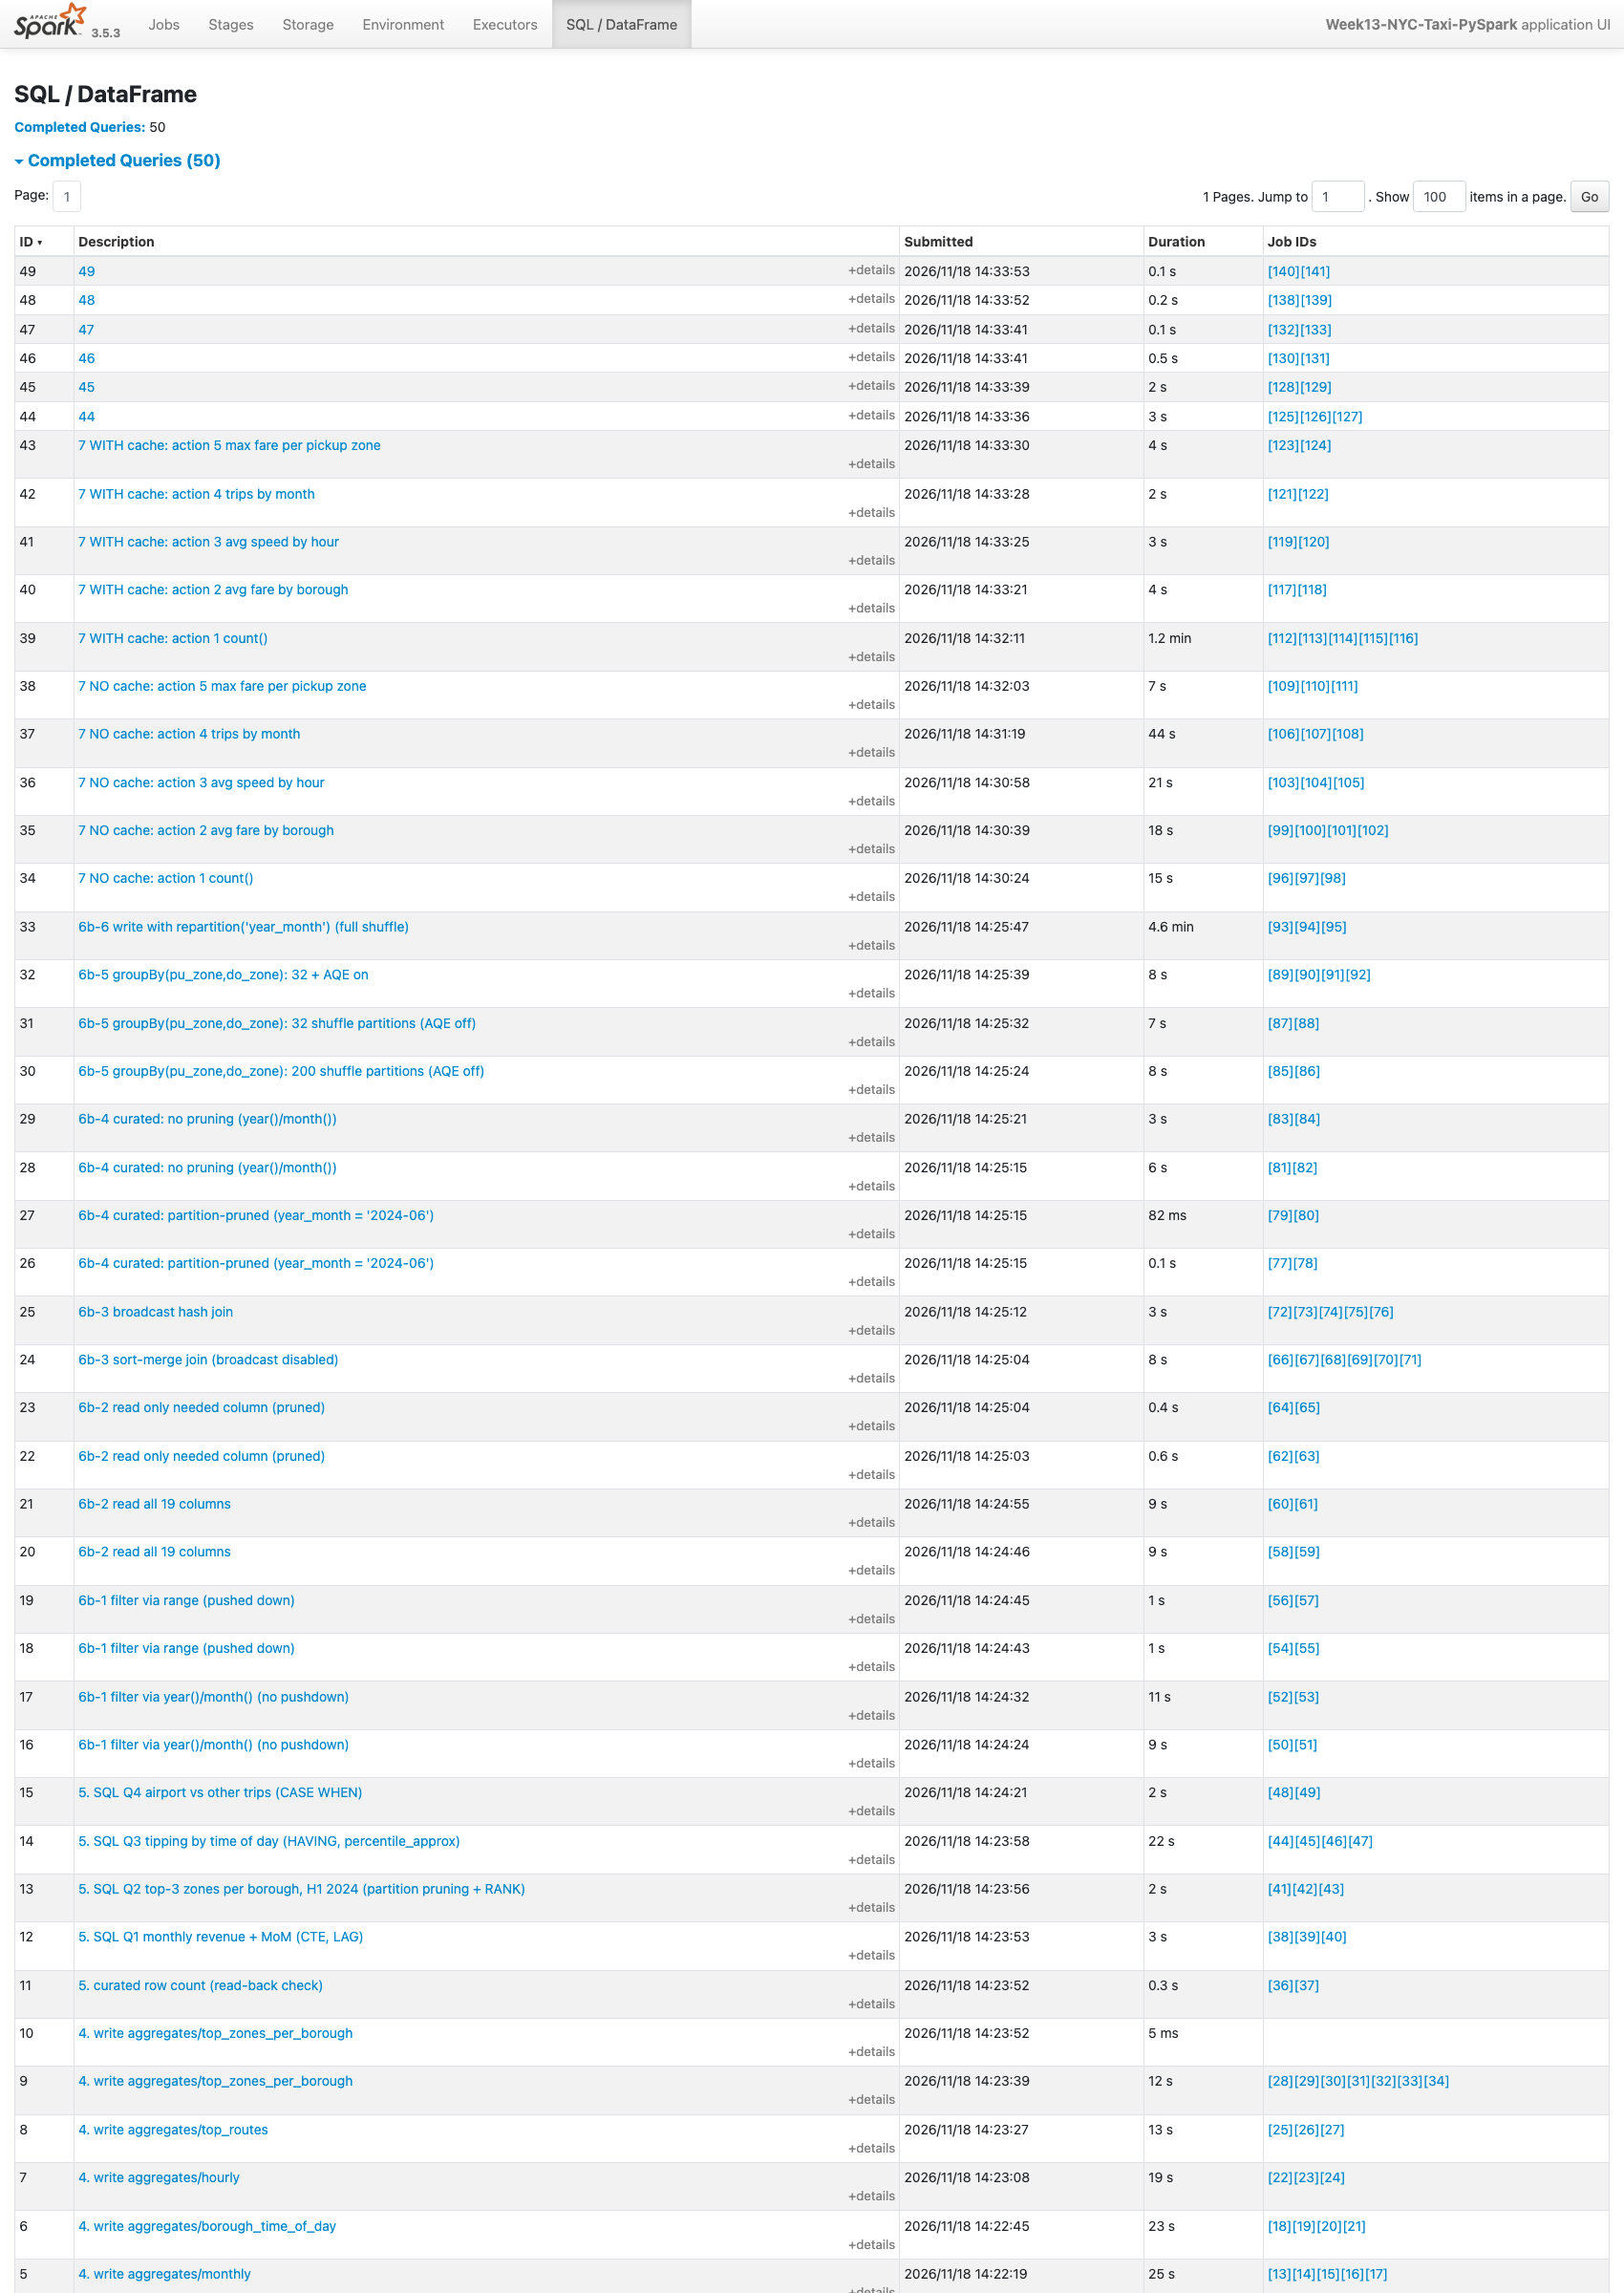 APACHE
Spark 3.5.3 Jobs Stages Storage Environment Executors SQL / DataFrame Week13-NYC-Taxi-PySpark application UI
SQL / DataFrame
Completed Queries: 50
Completed Queries (50)
Page: 1 1 Pages. Jump to 1 . Show 100 items in a page. Go
ID Description Submitted Duration Job IDs
49 49 +details 2026/11/18 14:33:53 0.1 s [140][141]
48 48 +details 2026/11/18 14:33:52 0.2 s [138][139]
47 47 +details 2026/11/18 14:33:41 0.1 s [132][133]
46 46 +details 2026/11/18 14:33:41 0.5 s [130][131]
45 45 +details 2026/11/18 14:33:39 2 s [128][129]
44 44 +details 2026/11/18 14:33:36 3 s [125][126][127]
43 7 WITH cache: action 5 max fare per pickup zone 2026/11/18 14:33:30 4 s [123][124]
+details
42 7 WITH cache: action 4 trips by month 2026/11/18 14:33:28 2 s [121][122]
+details
41 7 WITH cache: action 3 avg speed by hour 2026/11/18 14:33:25 3 s [119][120]
+details
40 7 WITH cache: action 2 avg fare by borough 2026/11/18 14:33:21 4 s [117][118]
+details
39 7 WITH cache: action 1 count() 2026/11/18 14:32:11 1.2 min [112][113][114][115][116]
+details
38 7 NO cache: action 5 max fare per pickup zone 2026/11/18 14:32:03 7 s [109][110][111]
+details
37 7 NO cache: action 4 trips by month 2026/11/18 14:31:19 44 s [106][107][108]
+details
36 7 NO cache: action 3 avg speed by hour 2026/11/18 14:30:58 21 s [103][104][105]
+details
35 7 NO cache: action 2 avg fare by borough 2026/11/18 14:30:39 18 s [99][100][101][102]
+details
34 7 NO cache: action 1 count() 2026/11/18 14:30:24 15 s [96][97][98]
+details
33 6b-6 write with repartition('year_month') (full shuffle) 2026/11/18 14:25:47 4.6 min [93][94][95]
+details
32 6b-5 groupBy(pu_zone,do_zone): 32 + AQE on 2026/11/18 14:25:39 8 s [89][90][91][92]
+details
31 6b-5 groupBy(pu_zone,do_zone): 32 shuffle partitions (AQE off) 2026/11/18 14:25:32 7 s [87][88]
+details
30 6b-5 groupBy(pu_zone,do_zone): 200 shuffle partitions (AQE off) 2026/11/18 14:25:24 8 s [85][86]
+details
29 6b-4 curated: no pruning (year()/month()) 2026/11/18 14:25:21 3 s [83][84]
+details
28 6b-4 curated: no pruning (year()/month()) 2026/11/18 14:25:15 6 s [81][82]
+details
27 6b-4 curated: partition-pruned (year_month = '2024-06') 2026/11/18 14:25:15 82 ms [79][80]
+details
26 6b-4 curated: partition-pruned (year_month = '2024-06') 2026/11/18 14:25:15 0.1 s [77][78]
+details
25 6b-3 broadcast hash join 2026/11/18 14:25:12 3 s [72][73][74][75][76]
+details
24 6b-3 sort-merge join (broadcast disabled) 2026/11/18 14:25:04 8 s [66][67][68][69][70][71]
+details
23 6b-2 read only needed column (pruned) 2026/11/18 14:25:04 0.4 s [64][65]
+details
22 6b-2 read only needed column (pruned) 2026/11/18 14:25:03 0.6 s [62][63]
+details
21 6b-2 read all 19 columns 2026/11/18 14:24:55 9 s [60][61]
+details
20 6b-2 read all 19 columns 2026/11/18 14:24:46 9 s [58][59]
+details
19 6b-1 filter via range (pushed down) 2026/11/18 14:24:45 1 s [56][57]
+details
18 6b-1 filter via range (pushed down) 2026/11/18 14:24:43 1 s [54][55]
+details
17 6b-1 filter via year()/month() (no pushdown) 2026/11/18 14:24:32 11 s [52][53]
+details
16 6b-1 filter via year()/month() (no pushdown) 2026/11/18 14:24:24 9 s [50][51]
+details
15 5. SQL Q4 airport vs other trips (CASE WHEN) 2026/11/18 14:24:21 2 s [48][49]
+details
14 5. SQL Q3 tipping by time of day (HAVING, percentile_approx) 2026/11/18 14:23:58 22 s [44][45][46][47]
+details
13 5. SQL Q2 top-3 zones per borough, H1 2024 (partition pruning + RANK) 2026/11/18 14:23:56 2 s [41][42][43]
+details
12 5. SQL Q1 monthly revenue + MoM (CTE, LAG) 2026/11/18 14:23:53 3 s [38][39][40]
+details
11 5. curated row count (read-back check) 2026/11/18 14:23:52 0.3 s [36][37]
+details
10 4. write aggregates/top_zones_per_borough 2026/11/18 14:23:52 5 ms
+details
9 4. write aggregates/top_zones_per_borough 2026/11/18 14:23:39 12 s [28][29][30][31][32][33][34]
+details
8 4. write aggregates/top_routes 2026/11/18 14:23:27 13 s [25][26][27]
+details
7 4. write aggregates/hourly 2026/11/18 14:23:08 19 s [22][23][24]
+details
6 4. write aggregates/borough_time_of_day 2026/11/18 14:22:45 23 s [18][19][20][21]
+details
5 4. write aggregates/monthly 2026/11/18 14:22:19 25 s [13][14][15][16][17]
+details